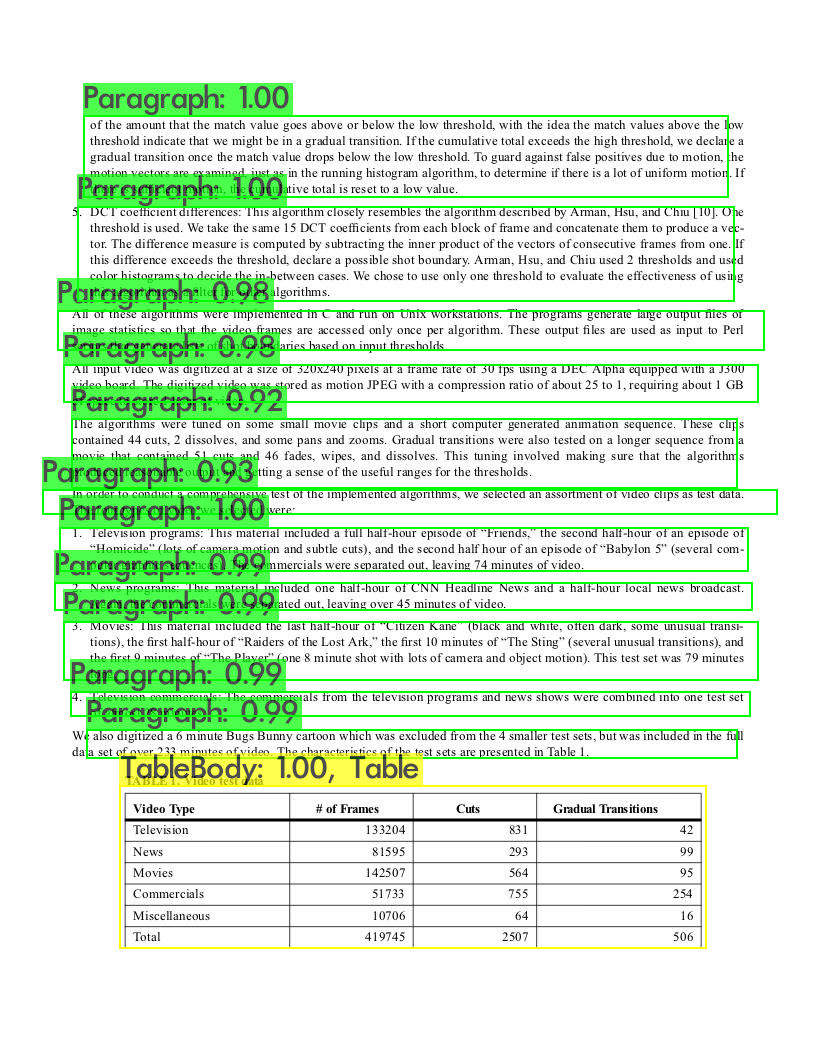 Paragraph: 1.00
of the amount that the match value goes above or below the low threshold, with the idea the match values above the low
threshold indicate that we might be in a gradual transition. If the cumulative total exceeds the high threshold, we declare a
gradual transition once the match value drops below the low threshold. To guard against false positives due to motion, the
motion vectors are examined, just as in the running histogram algorithm, to determine if there is a lot of uniform motion. If
there is sufficient motion, the cumulative total is reset to a low value.
Paragraph: 1.00
5. DCT coefficient differences: This algorithm closely resembles the algorithm described by Arman, Hsu, and Chiu [10]. One
threshold is used. We take the same 15 DCT coefficients from each block of frame and concatenate them to produce a vec-
tor. The difference measure is computed by subtracting the inner product of the vectors of consecutive frames from one. If
this difference exceeds the threshold, declare a possible shot boundary. Arman, Hsu, and Chiu used 2 thresholds and used
color histograms to decide the in-between cases. We chose to use only one threshold to evaluate the effectiveness of using
this algorithm as a filter for other algorithms.
Paragraph: 0.98
All of these algorithms were implemented in C and run on Unix workstations. The programs generate large output files of
image statistics so that the video frames are accessed only once per algorithm. These output files are used as input to Perl
of shot boundaries based on input thresholds.
Paragraph: 0.98
All input video was digitized at a size of 320x240 pixels at a frame rate of 30 fps using a DEC Alpha equipped with a J300
video board. The digitized video was stored as motion JPEG with a compression ratio of about 25 to 1, requiring about 1 GB
Paragraph: 0.92
The algorithms were tuned on some small movie clips and a short computer generated animation sequence. These clips
contained 44 cuts, 2 dissolves, and some pans and zooms. Gradual transitions were also tested on a longer sequence from a
movie that contained 51 cuts and 46 fades, wipes, and dissolves. This tuning involved making sure that the algorithms
produced reasonable output and getting a sense of the useful ranges for the thresholds.
Paragraph: 0.93
In order to conduct a comprehensive test of the implemented algorithms, we selected an assortment of video clips as test data.
we selected were:
Paragraph: 1.00
1. Television programs: This material included a full half-hour episode of “Friends,” the second half-hour of an episode of
“Homicide” (lots of camera motion and subtle cuts), and the second half hour of an episode of “Babylon 5” (several com-
The commercials were separated out, leaving 74 minutes of video.
Paragraph: 0.99
2. News programs: This material included one half-hour of CNN Headline News and a half-hour local news broadcast.
Again, the commercials were separated out, leaving over 45 minutes of video.
Paragraph: 0.99
3. Movies: This material included the last half-hour of “Citizen Kane” (black and white, often dark, some unusual transi-
tions), the first half-hour of “Raiders of the Lost Ark,” the first 10 minutes of “The Sting” (several unusual transitions), and
the first 9 minutes of “The Player” (one 8 minute shot with lots of camera and object motion). This test set was 79 minutes
long.
Paragraph: 0.99
4. Television commercials: The commercials from the television programs and news shows were combined into one test set
Paragraph: 0.99
We also digitized a 6 minute Bugs Bunny cartoon which was excluded from the 4 smaller test sets, but was included in the full
data set of over 233 minutes of video. The characteristics of the test sets are presented in Table 1.
TableBody: 1.00, Table
TABLE 1. Video test data
Video Type # of Frames Cuts Gradual Transitions
Television 133204 831 42
News 81595 293 99
Movies 142507 564 95
Commercials 51733 755 254
Miscellaneous 10706 64 16
Total 419745 2507 506